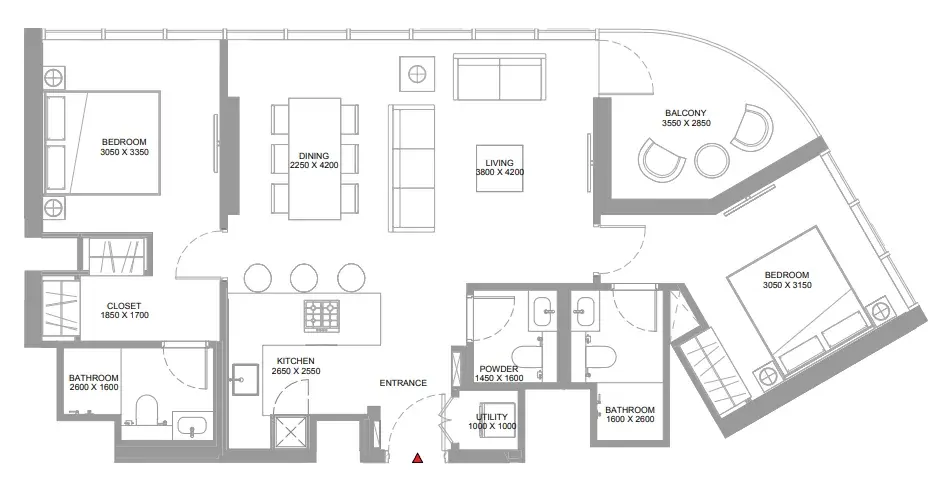 BEDROOM
3050 X 3350
DINING
2250 X 4200
LIVING
3800 X 4200
BALCONY
3550 X 2850
BEDROOM
3050 X 3150
CLOSET
1850 X 1700
BATHROOM
2600 X 1600
KITCHEN
2650 X 2550
ENTRANCE
POWDER
1450 X 1600
UTILITY
1000 X 1000
BATHROOM
1600 X 2600